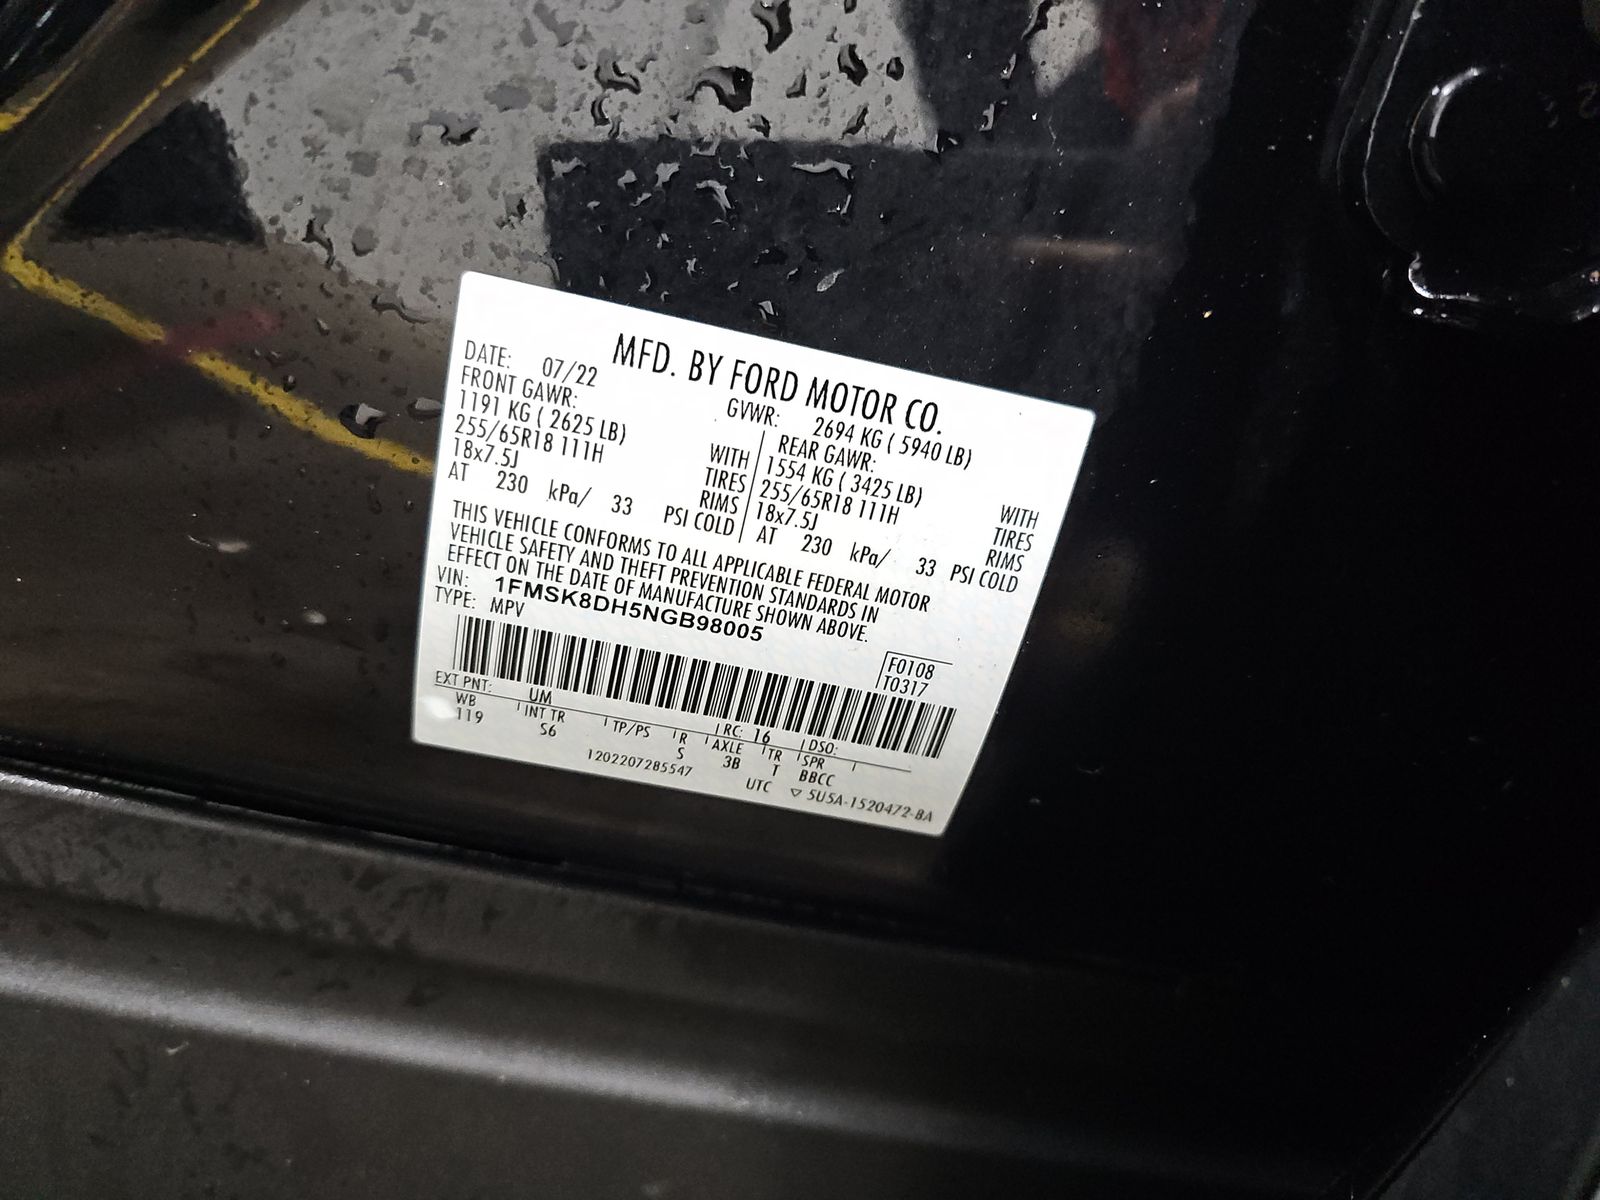 MFD. BY FORD MOTOR CO.
DATE: 07/22
GVWR: 2694 KG ( 5940 LB)
FRONT GAWR:
1191 KG ( 2625 LB) WITH
255/65R18 111H TIRES
18x7.5J RIMS
AT 230 kPa/ 33 PSI COLD
REAR GAWR:
1554 KG ( 3425 LB) WITH
255/65R18 111H TIRES
18x7.5J RIMS
AT 230 kPa/ 33 PSI COLD
THIS VEHICLE CONFORMS TO ALL APPLICABLE FEDERAL MOTOR
VEHICLE SAFETY AND THEFT PREVENTION STANDARDS IN
EFFECT ON THE DATE OF MANUFACTURE SHOWN ABOVE.
VIN: 1FMSK8DH5NGB98005
TYPE: MPV
F0108
T0317
EXT PNT: UM RC: 16 DSO:
WB INT TR TP/PS R AXLE TR SPR
119 S6 S 3B T BBCC
1202207285547
UTC ▽ 5U5A-1520472-BA